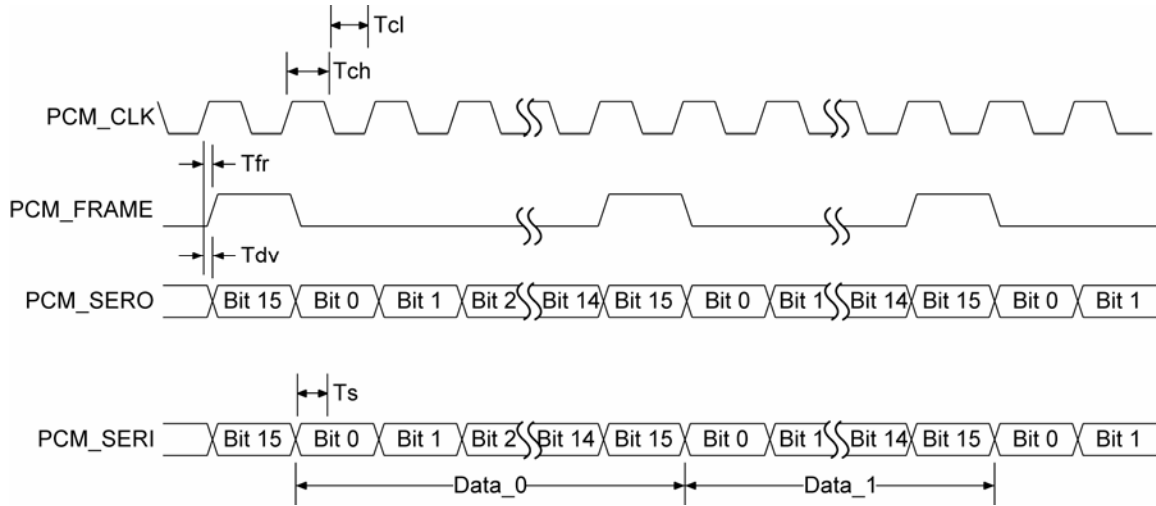 Tcl
Tch
PCM_CLK
Tfr
PCM_FRAME
Tdv
PCM_SERO Bit 15 Bit 0 Bit 1 Bit 2 Bit 14 Bit 15 Bit 0 Bit 1 Bit 14 Bit 15 Bit 0 Bit 1
Ts
PCM_SERI Bit 15 Bit 0 Bit 1 Bit 2 Bit 14 Bit 15 Bit 0 Bit 1 Bit 14 Bit 15 Bit 0 Bit 1
Data_0 Data_1